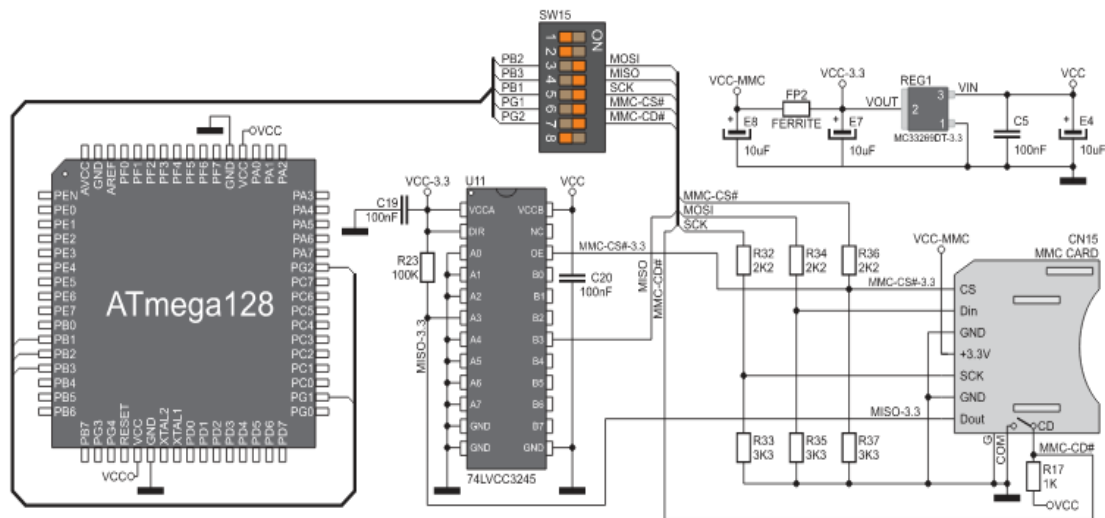 SW15
ON
1
2
3
4
5
6
7
8
PB2
PB3
PB1
PG1
PG2
MOSI
MISO
SCK
MMC-CS#
MMC-CD#
VCC-MMC
VCC-3.3
REG1
VCC
FP2
FERRITE
VOUT
VIN
3
2
1
MC33269DT-3.3
E8
10uF
E7
10uF
C5
100nF
E4
10uF
VCC
AVCC
GND
AREF
PF0
PF1
PF2
PF3
PF4
PF5
PF6
PF7
GND
VCC
PA0
PA1
PA2
PEN
PE0
PE1
PE2
PE3
PE4
PE5
PE6
PE7
PB0
PB1
PB2
PB3
PB4
PB5
PB6
ATmega128
PA3
PA4
PA5
PA6
PA7
PG2
PC7
PC6
PC5
PC4
PC3
PC2
PC1
PC0
PG1
PG0
PB7
PG3
PG4
RESET
VCC
GND
XTAL2
XTAL1
PD0
PD1
PD2
PD3
PD4
PD5
PD6
PD7
VCC
VCC-3.3
U11
VCC
C19
100nF
R23
100K
MISO-3.3
VCCA
DIR
A0
A1
A2
A3
A4
A5
A6
A7
GND
GND
VCCB
NC
OE
B0
B1
B2
B3
B4
B5
B6
B7
GND
74LVCC3245
C20
100nF
MMC-CS#-3.3
MISO
MMC-CD#
MMC-CS#
MOSI
SCK
R32
2K2
R34
2K2
R36
2K2
R33
3K3
R35
3K3
R37
3K3
VCC-MMC
CN15
MMC CARD
MMC-CS#-3.3
CS
Din
GND
+3.3V
SCK
GND
Dout
MISO-3.3
CD
G
COM
MMC-CD#
R17
1K
VCC